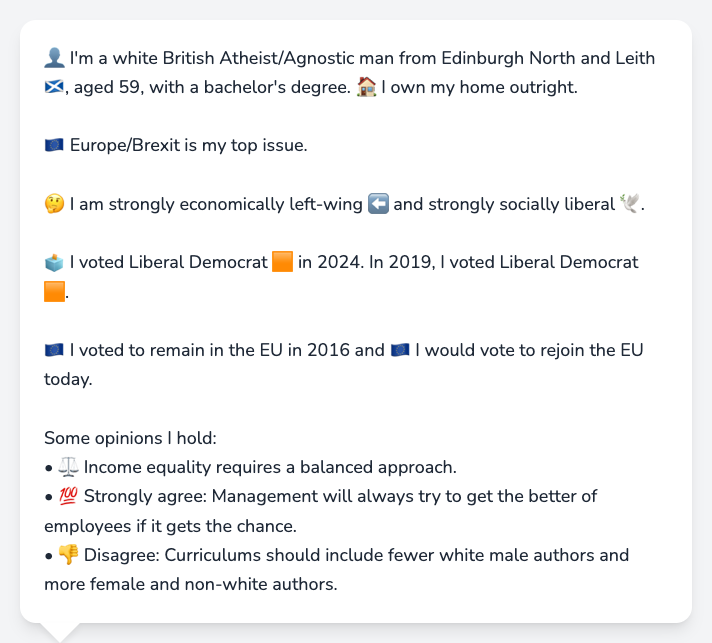 👤 I'm a white British Atheist/Agnostic man from Edinburgh North and Leith
🏴󠁧󠁢󠁳󠁣󠁴󠁿, aged 59, with a bachelor's degree. 🏠 I own my home outright.
🇪🇺 Europe/Brexit is my top issue.
🤔 I am strongly economically left-wing ⬅️ and strongly socially liberal 🕊️.
🗳️ I voted Liberal Democrat 🟧 in 2024. In 2019, I voted Liberal Democrat
🟧.
🇪🇺 I voted to remain in the EU in 2016 and 🇪🇺 I would vote to rejoin the EU
today.
Some opinions I hold:
• ⚖️ Income equality requires a balanced approach.
• 💯 Strongly agree: Management will always try to get the better of
employees if it gets the chance.
• 👎 Disagree: Curriculums should include fewer white male authors and
more female and non-white authors.